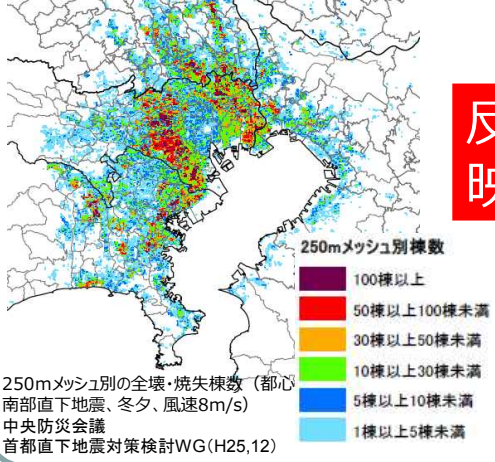 反
映
250mメッシュ別棟数
100棟以上
50棟以上100棟未満
30棟以上50棟未満
10棟以上30棟未満
5棟以上10棟未満
1棟以上5棟未満
250mメッシュ別の全壊・焼失棟数（都心
南部直下地震、冬夕、風速8m/s）
中央防災会議
首都直下地震対策検討WG（H25,12）